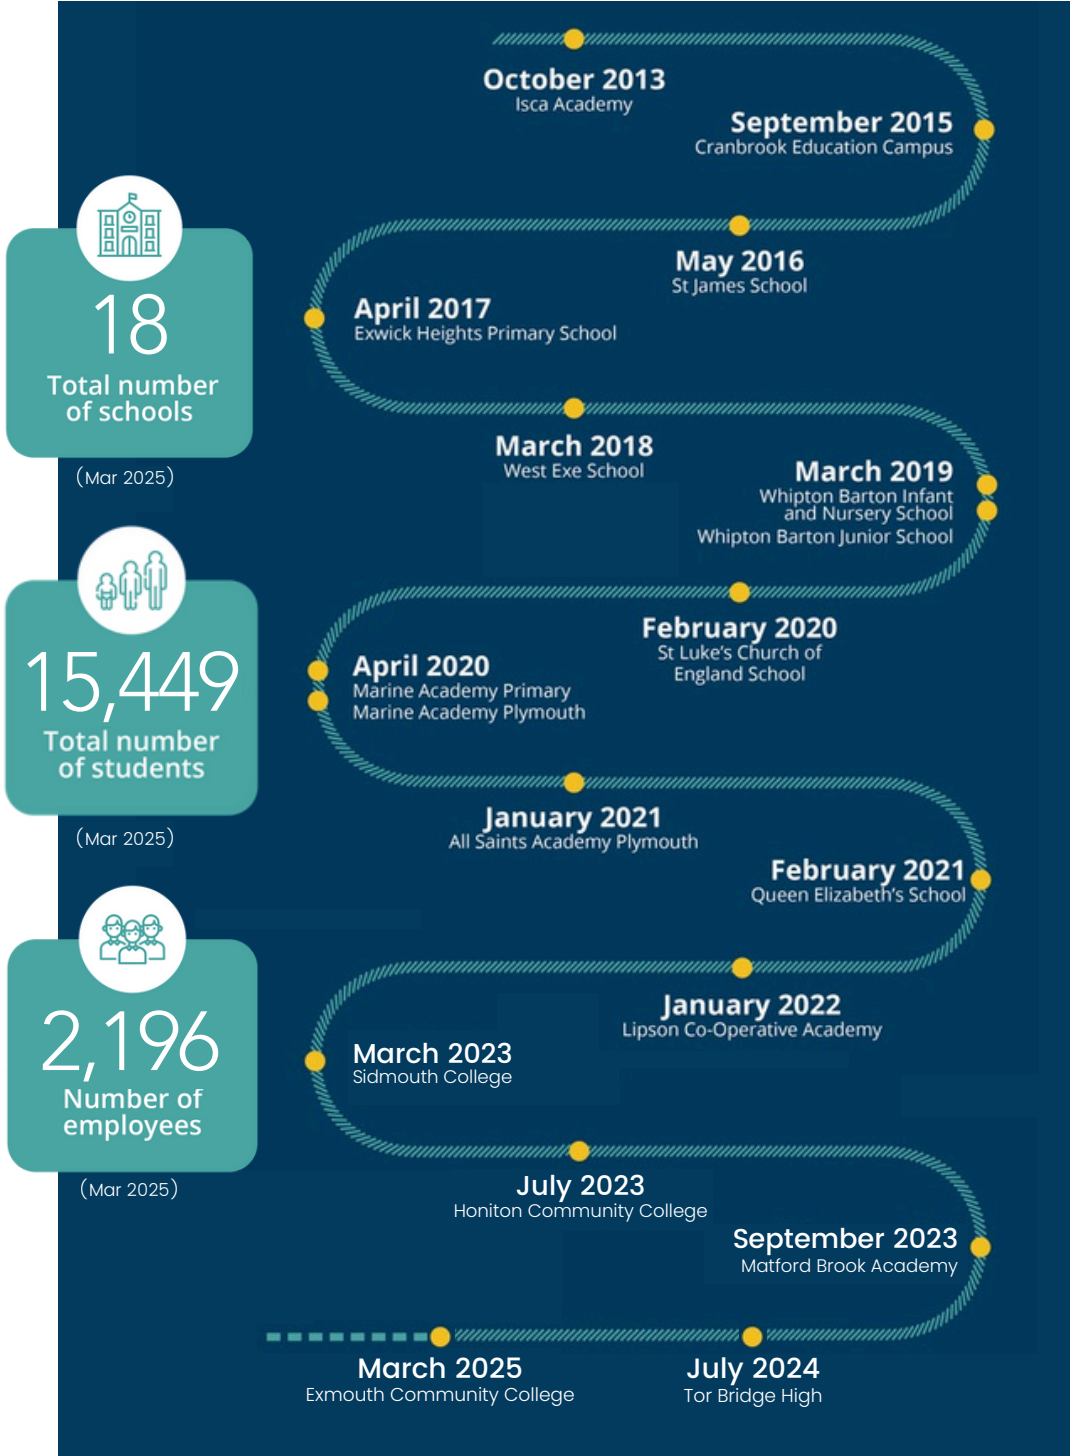 October 2013
Isca Academy
September 2015
Cranbrook Education Campus
May 2016
St James School
April 2017
Exwick Heights Primary School
March 2018
West Exe School
March 2019
Whipton Barton Infant
and Nursery School
Whipton Barton Junior School
February 2020
St Luke's Church of
England School
April 2020
Marine Academy Primary
Marine Academy Plymouth
January 2021
All Saints Academy Plymouth
February 2021
Queen Elizabeth's School
January 2022
Lipson Co-Operative Academy
March 2023
Sidmouth College
July 2023
Honiton Community College
September 2023
Matford Brook Academy
July 2024
Tor Bridge High
March 2025
Exmouth Community College
18
Total number
of schools
(Mar 2025)
15,449
Total number
of students
(Mar 2025)
2,196
Number of
employees
(Mar 2025)